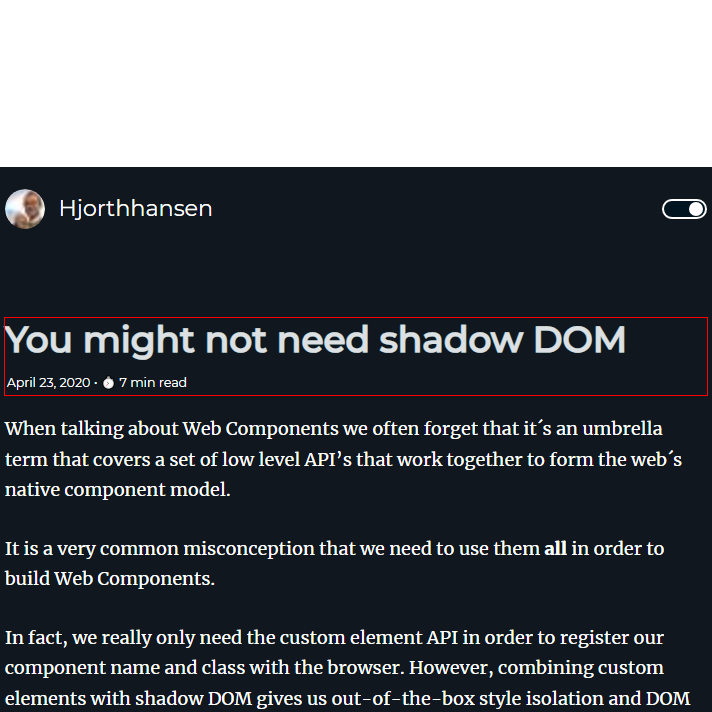 Hjorthhansen
You might not need shadow DOM
April 23, 2020 • ⏱ 7 min read
When talking about Web Components we often forget that it´s an umbrella
term that covers a set of low level API’s that work together to form the web´s
native component model.
It is a very common misconception that we need to use them all in order to
build Web Components.
In fact, we really only need the custom element API in order to register our
component name and class with the browser. However, combining custom
elements with shadow DOM gives us out-of-the-box style isolation and DOM